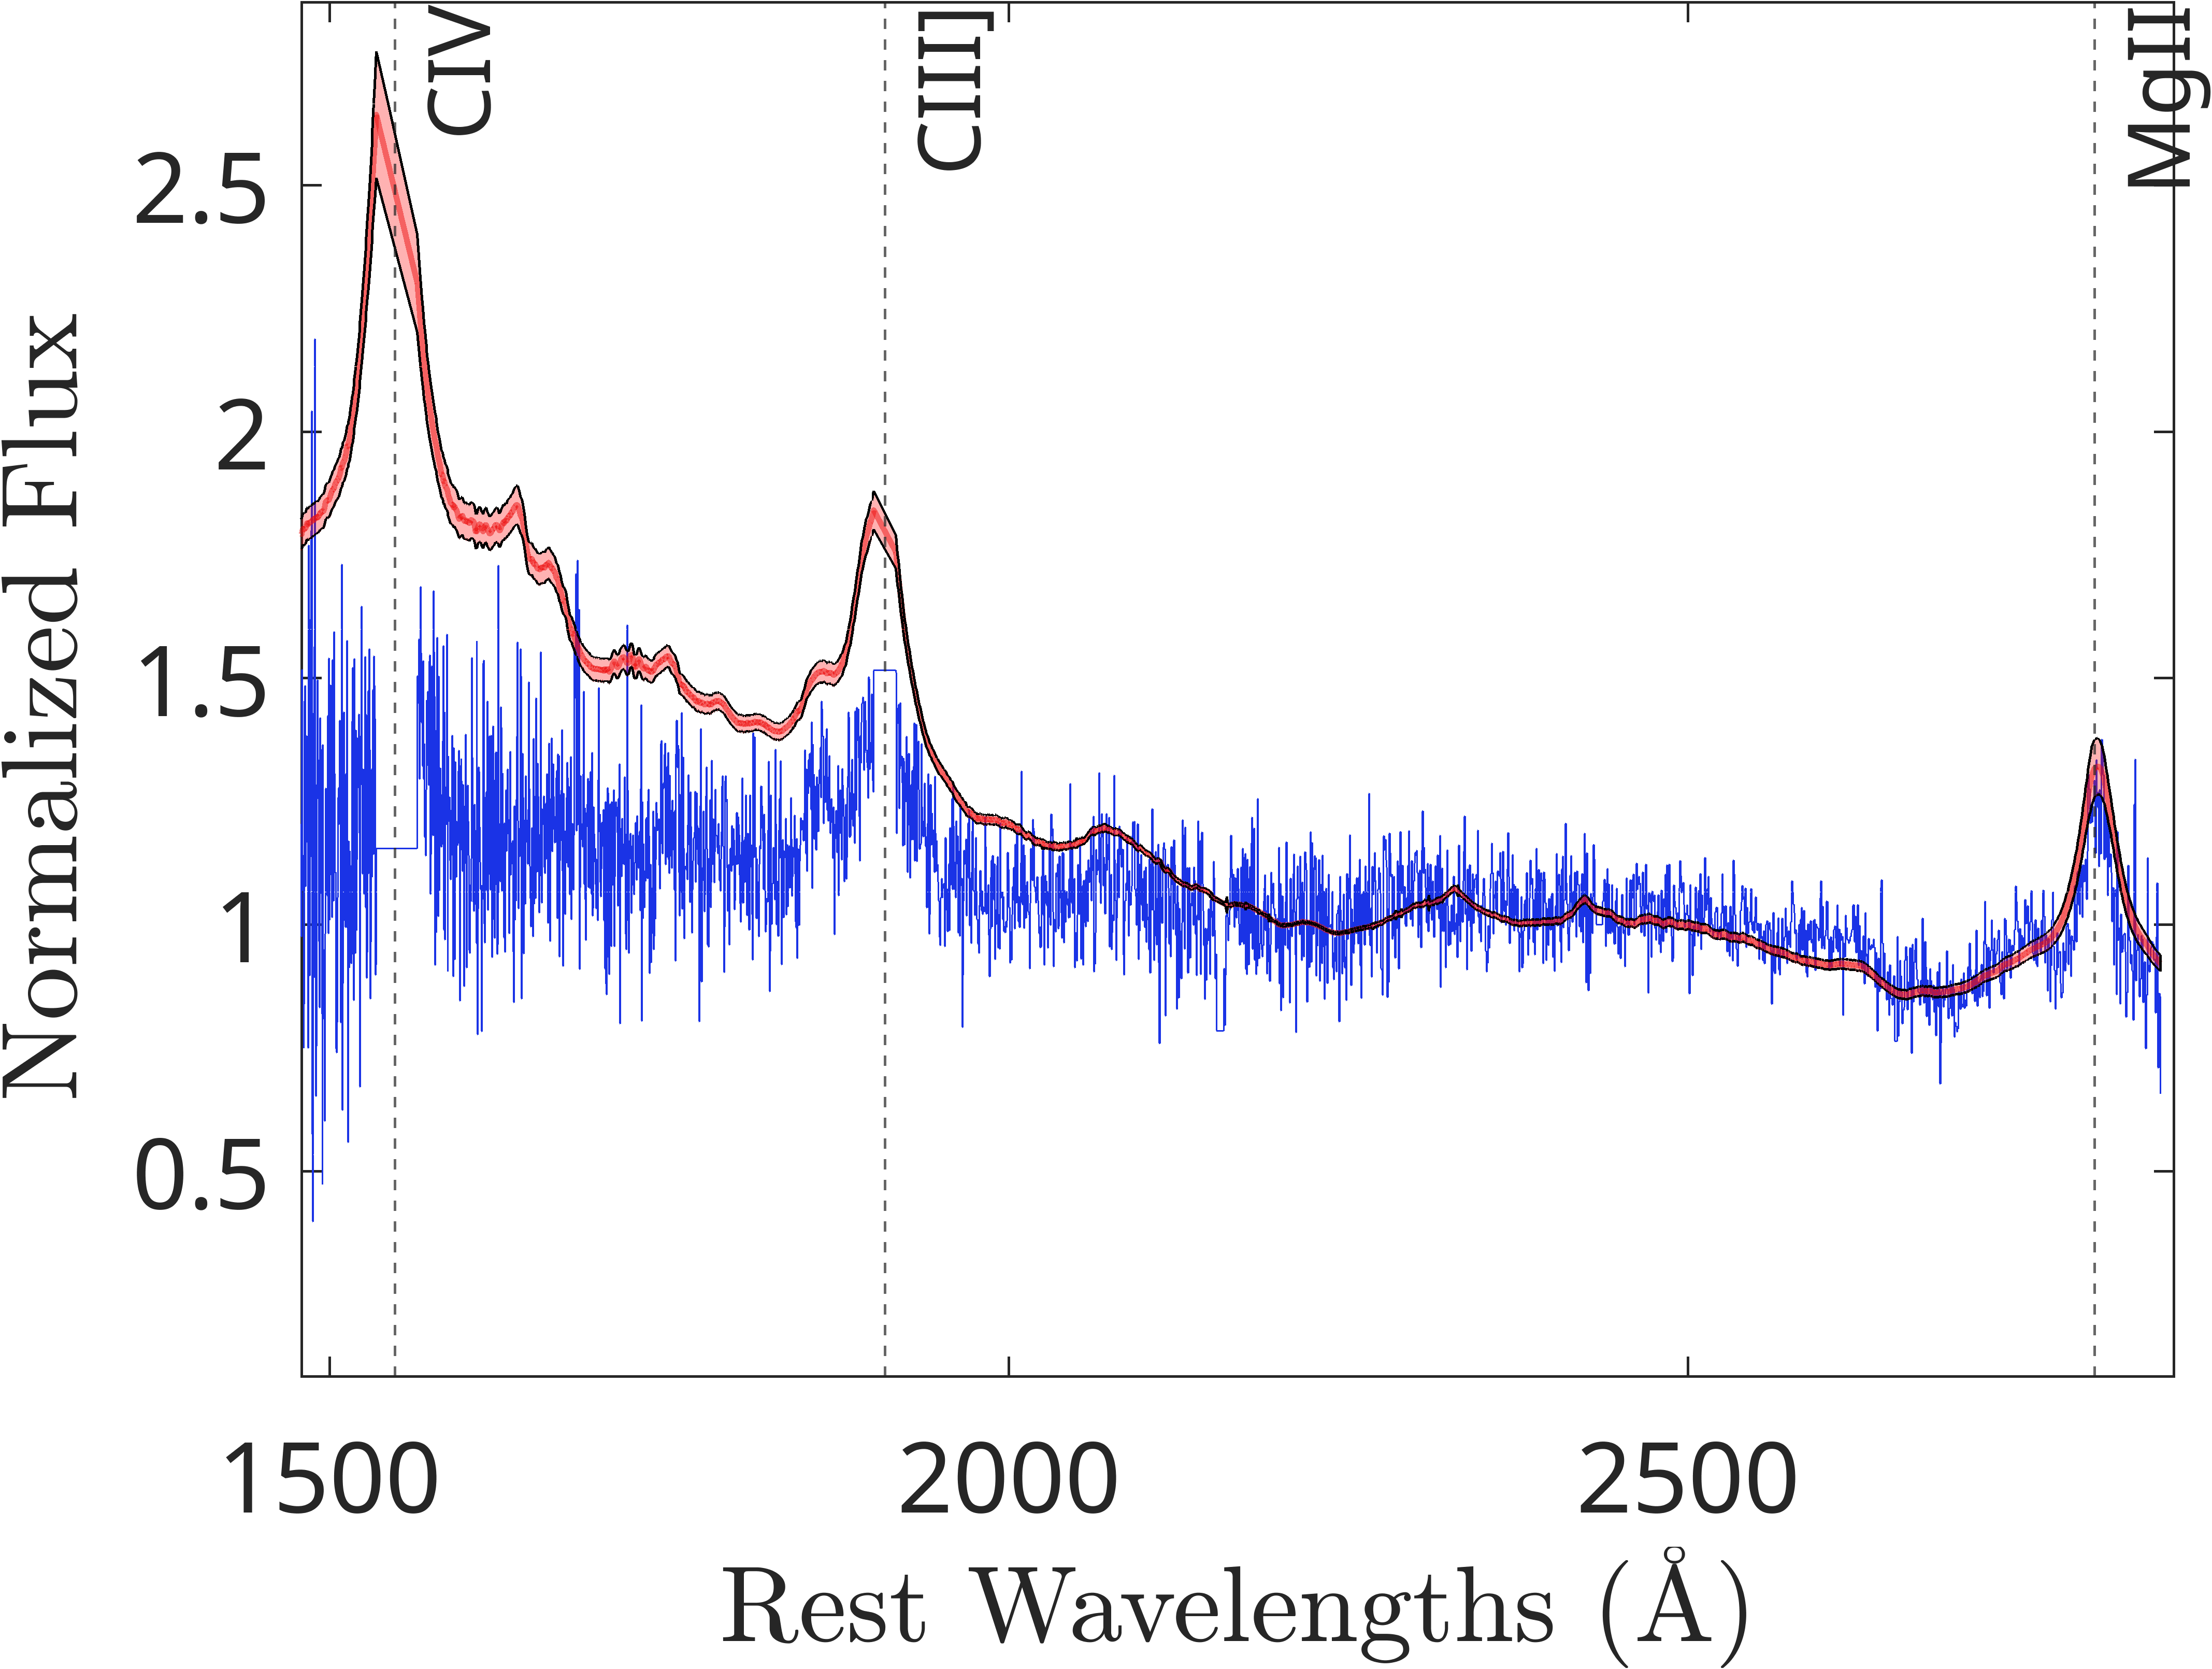 CIV
CIII]
MgII
2.5
2
1.5
1
0.5
Normalized Flux
1500
2000
2500
Rest Wavelengths (Å)